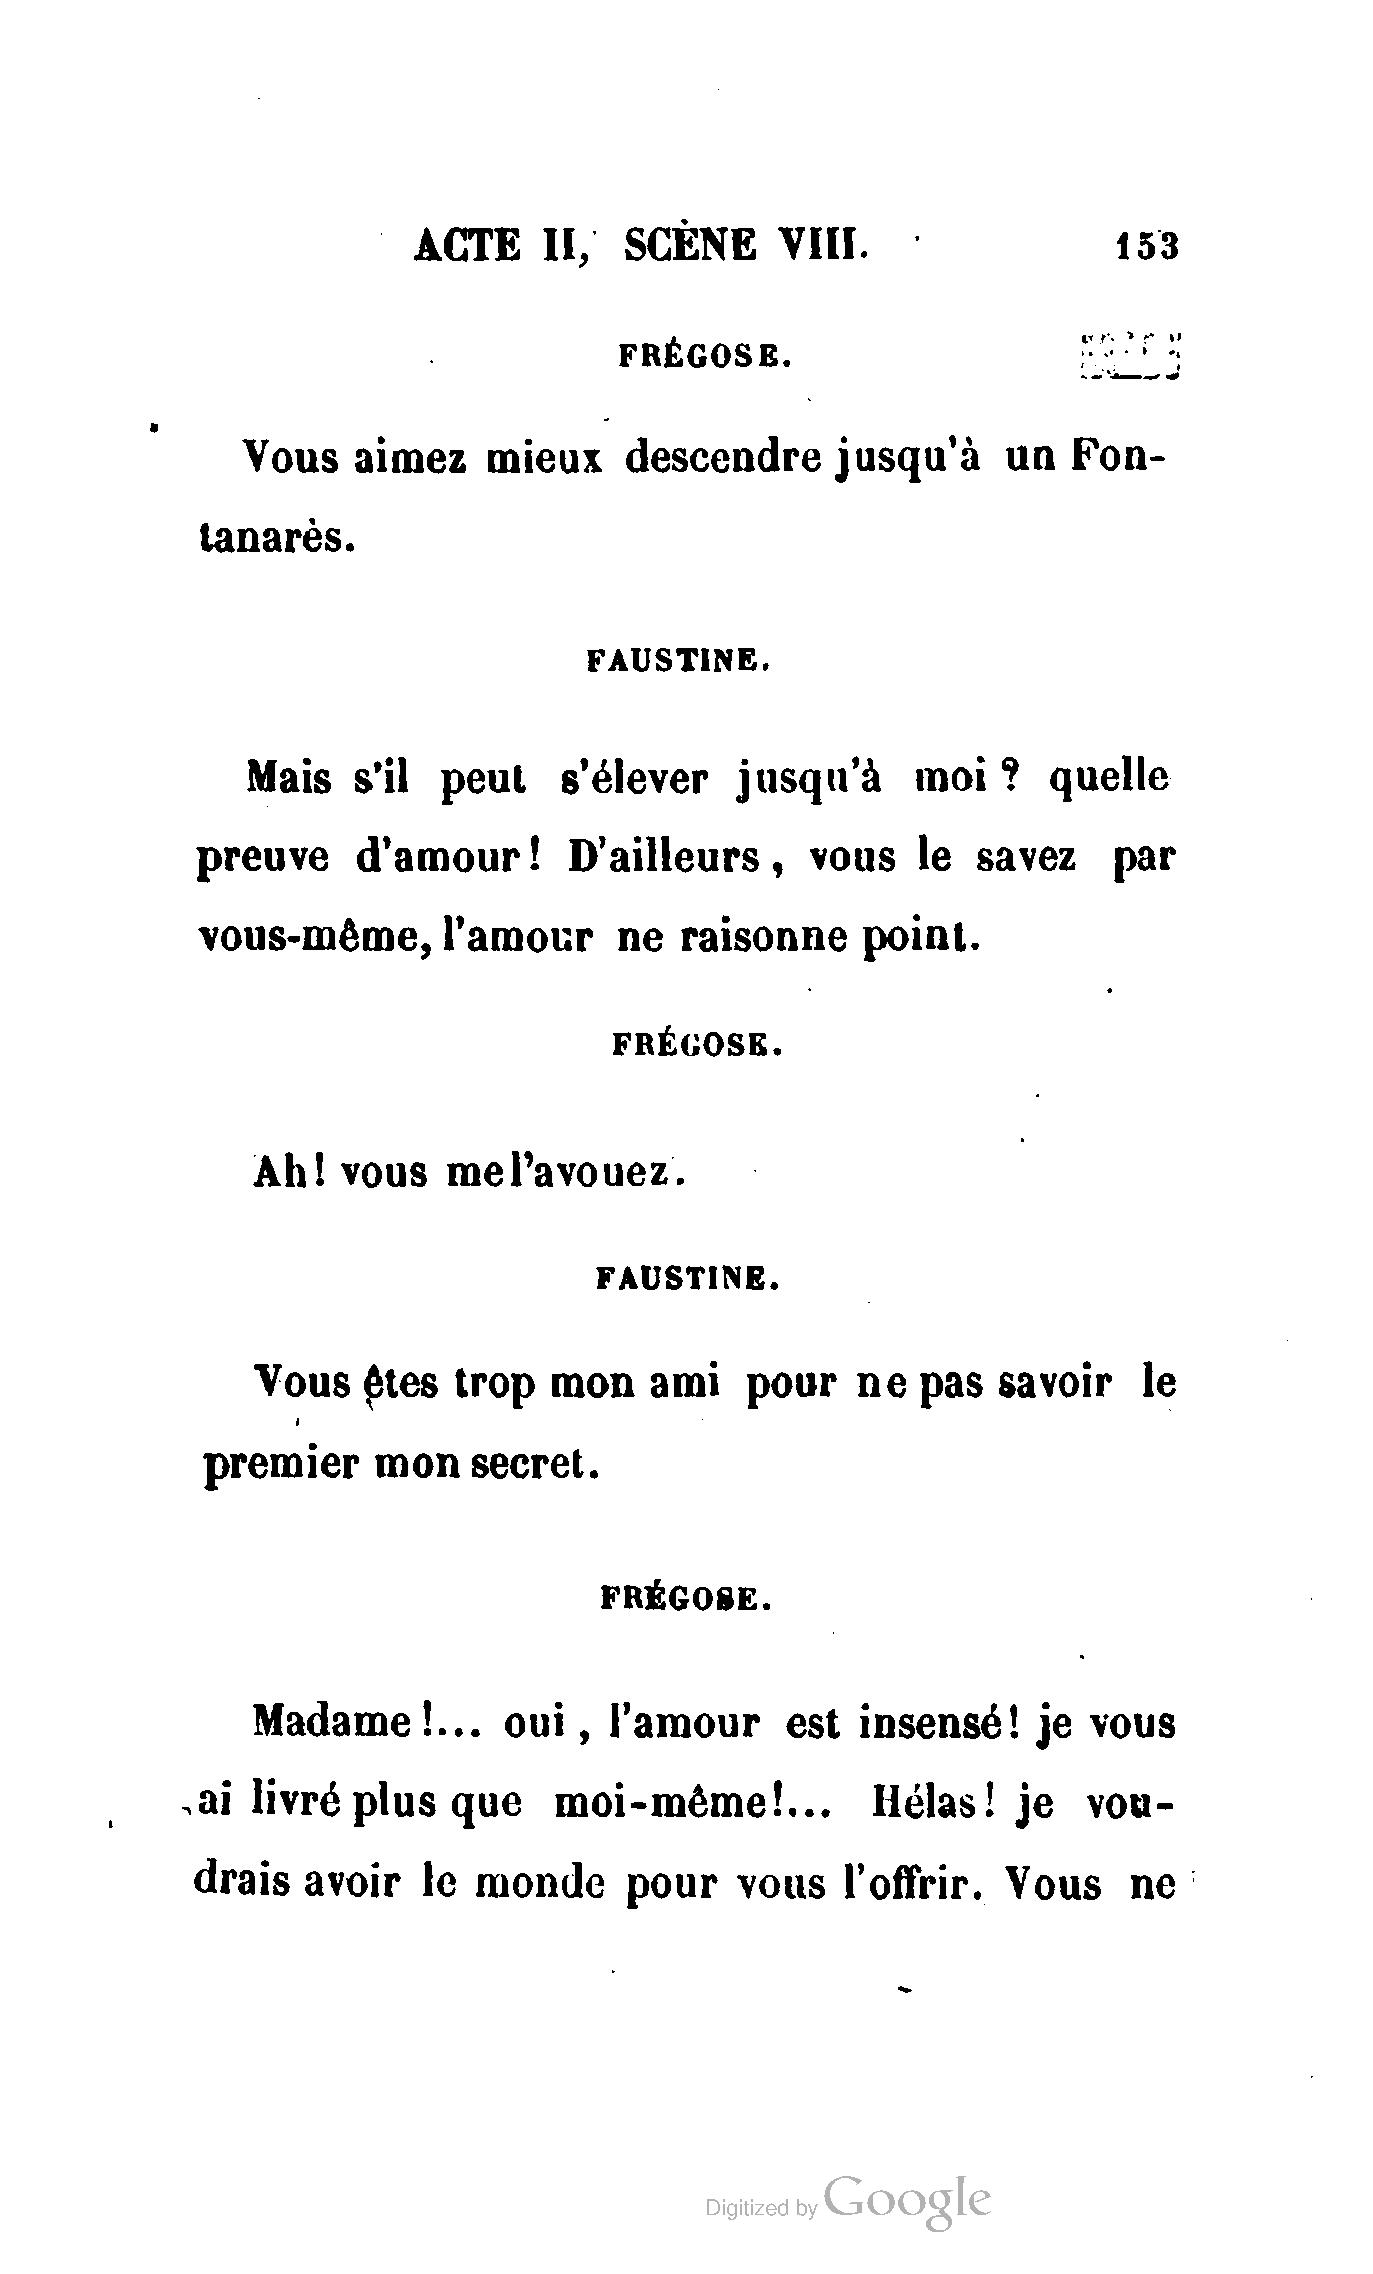 ACTE II, SCÈNE VIII. 153
FRÉGOSE.
Vous aimez mieux descendre jusqu'à un Fon-
tanarès.
FAUSTINE.
Mais s'il peut s'élever jusqu'à moi ? quelle
preuve d'amour ! D'ailleurs , vous le savez par
vous-même, l'amour ne raisonne point.
FRÉGOSE.
Ah ! vous me l'avouez.
FAUSTINE.
Vous êtes trop mon ami pour ne pas savoir le
premier mon secret.
FRÉGOSE.
Madame !... oui , l'amour est insensé ! je vous
ai livré plus que moi-même !... Hélas ! je vou-
drais avoir le monde pour vous l'offrir. Vous ne
Digitized by Google